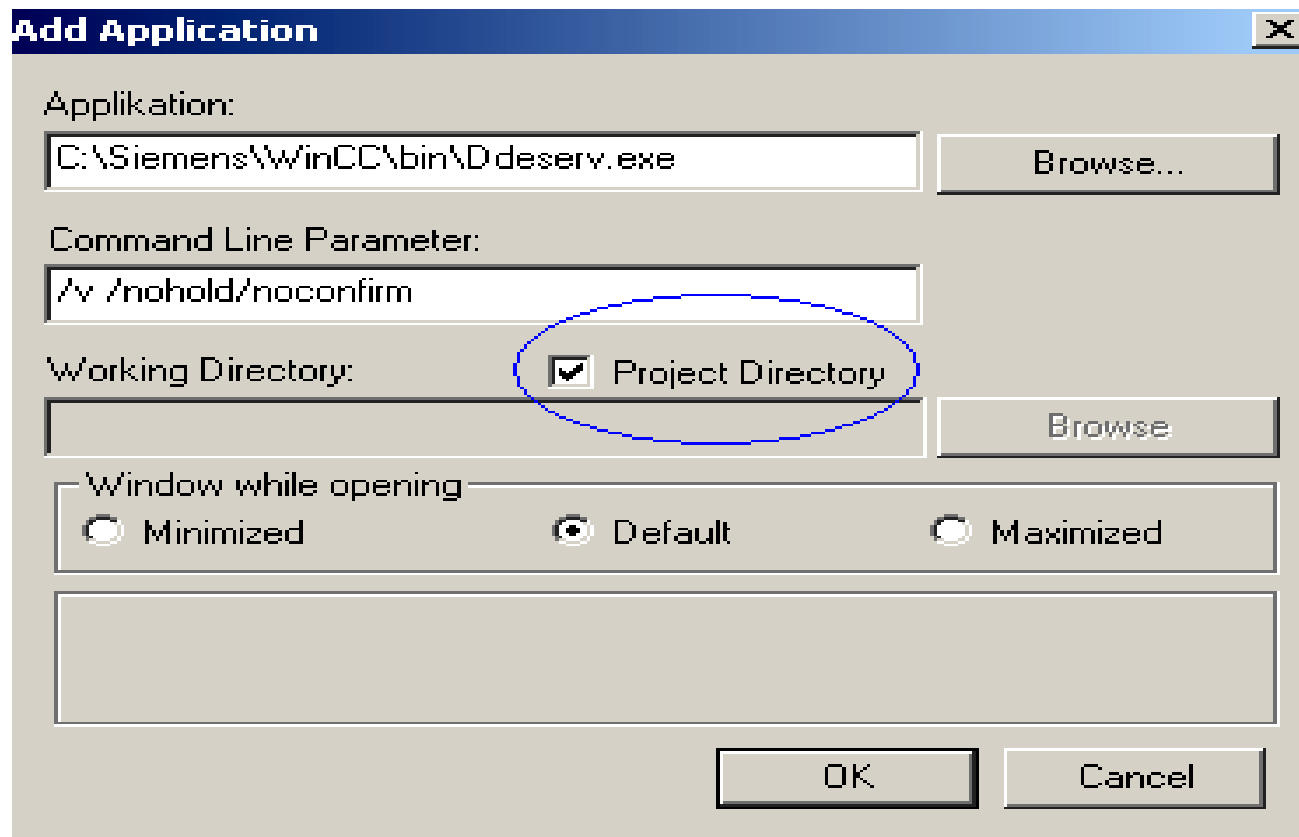 Add Application
Applikation:
C:\Siemens\WinCC\bin\Ddeserv.exe
Browse...
Command Line Parameter:
/v /nohold/noconfirm
Working Directory:
Project Directory
Browse
Window while opening
Minimized
Default
Maximized
OK
Cancel